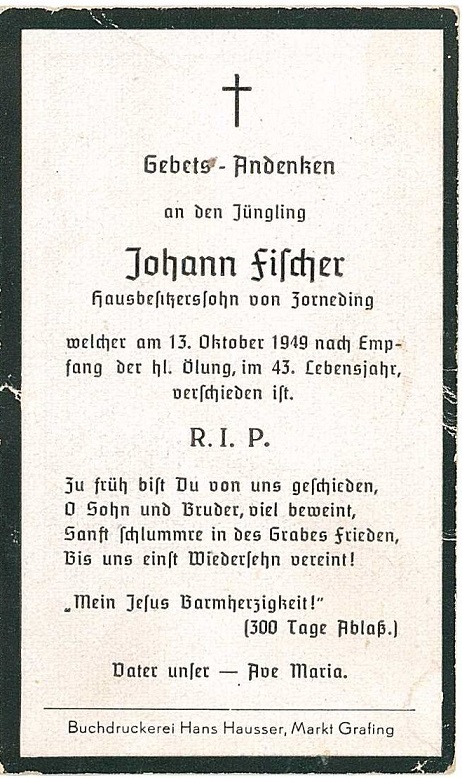 Gebets - Andenken
an den Jüngling
Johann Fischer
Hausbesitzerssohn von Zorneding
welcher am 13. Oktober 1949 nach Emp-
fang der hl. Ölung, im 43. Lebensjahr,
verschieden ist.
R. I. P.
Zu früh bist Du von uns geschieden,
O Sohn und Bruder, viel beweint,
Sanft schlummre in des Grabes Frieden,
Bis uns einst Wiedersehn vereint!
„Mein Jesus Barmherzigkeit!"
(300 Tage Ablaß.)
Vater unser — Ave Maria.
Buchdruckerei Hans Hausser, Markt Grafing